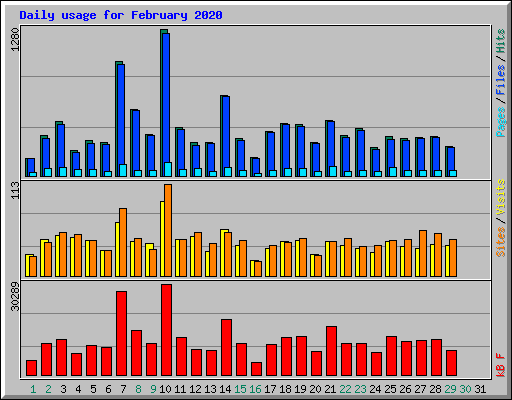 Daily usage for February 2020
1280
Pages / Files / Hits
113
Sites / Visits
30289
kB F
1 2 3 4 5 6 7 8 9 10 11 12 13 14 15 16 17 18 19 20 21 22 23 24 25 26 27 28 29 30 31